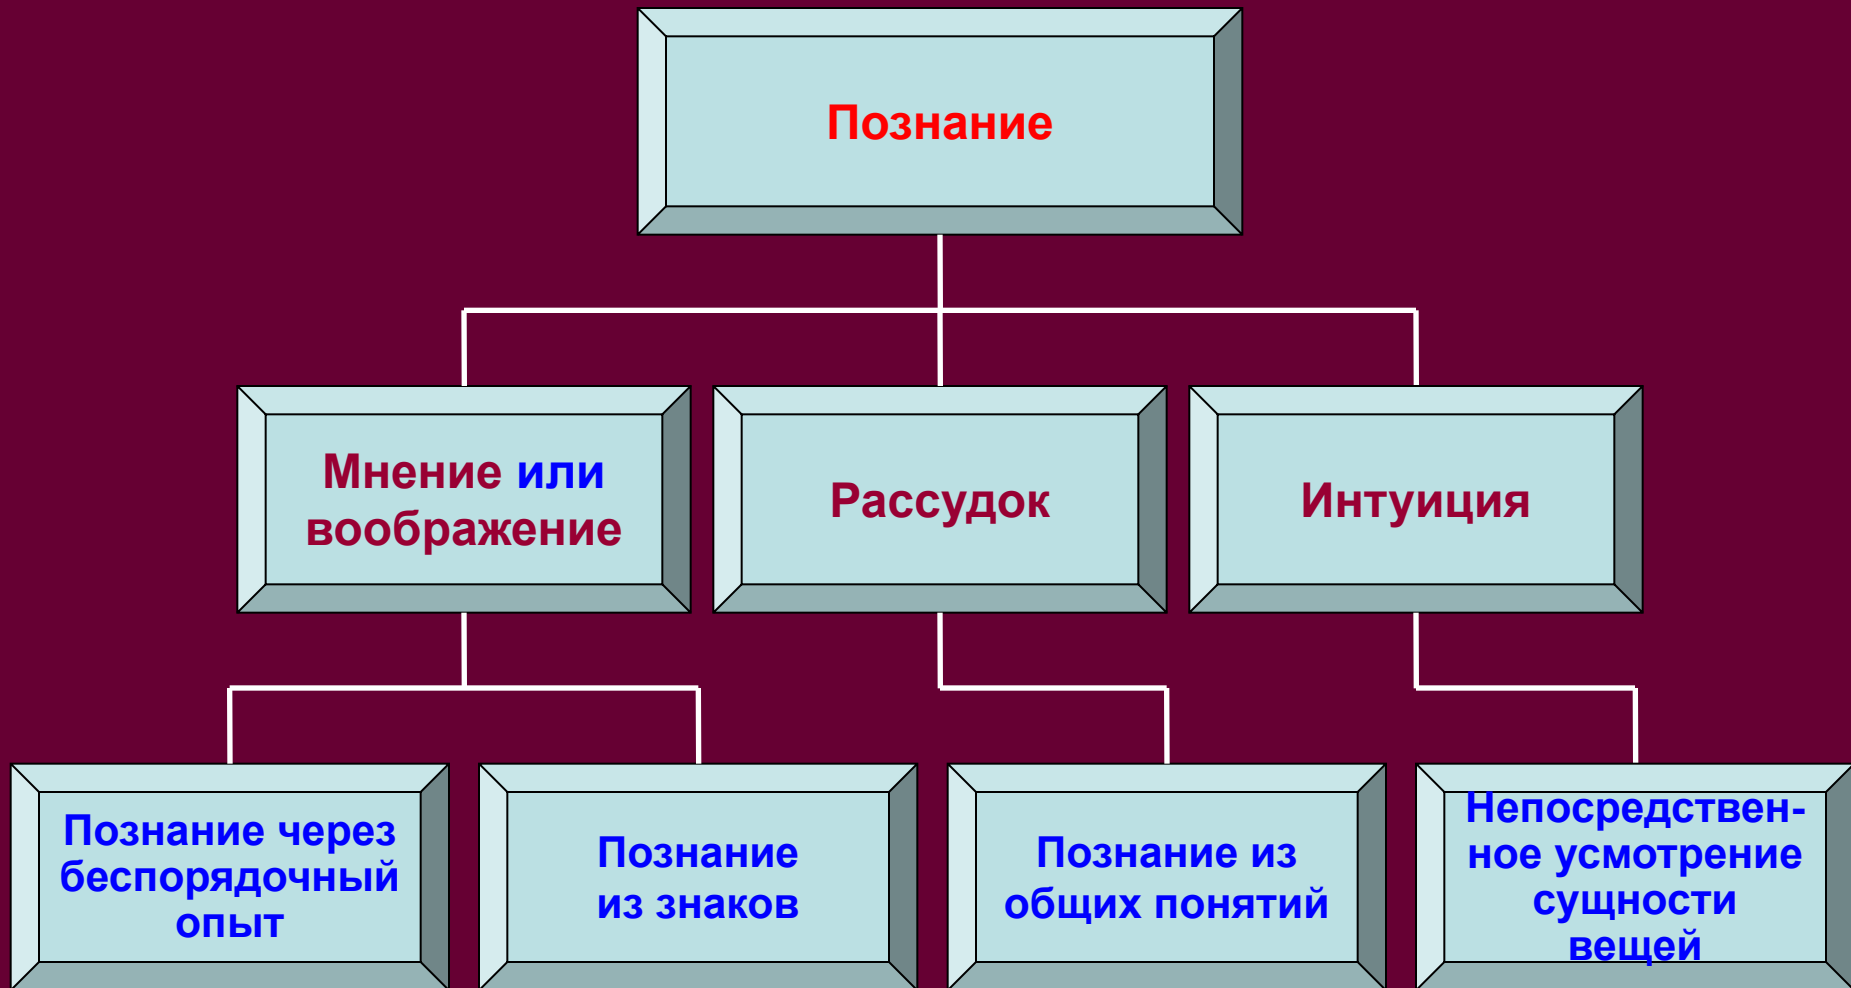 Познание
Мнение или
воображение
Рассудок
Интуиция
Познание через
беспорядочный
опыт
Познание
из знаков
Познание из
общих понятий
Непосредствен-
ное усмотрение
сущности
вещей